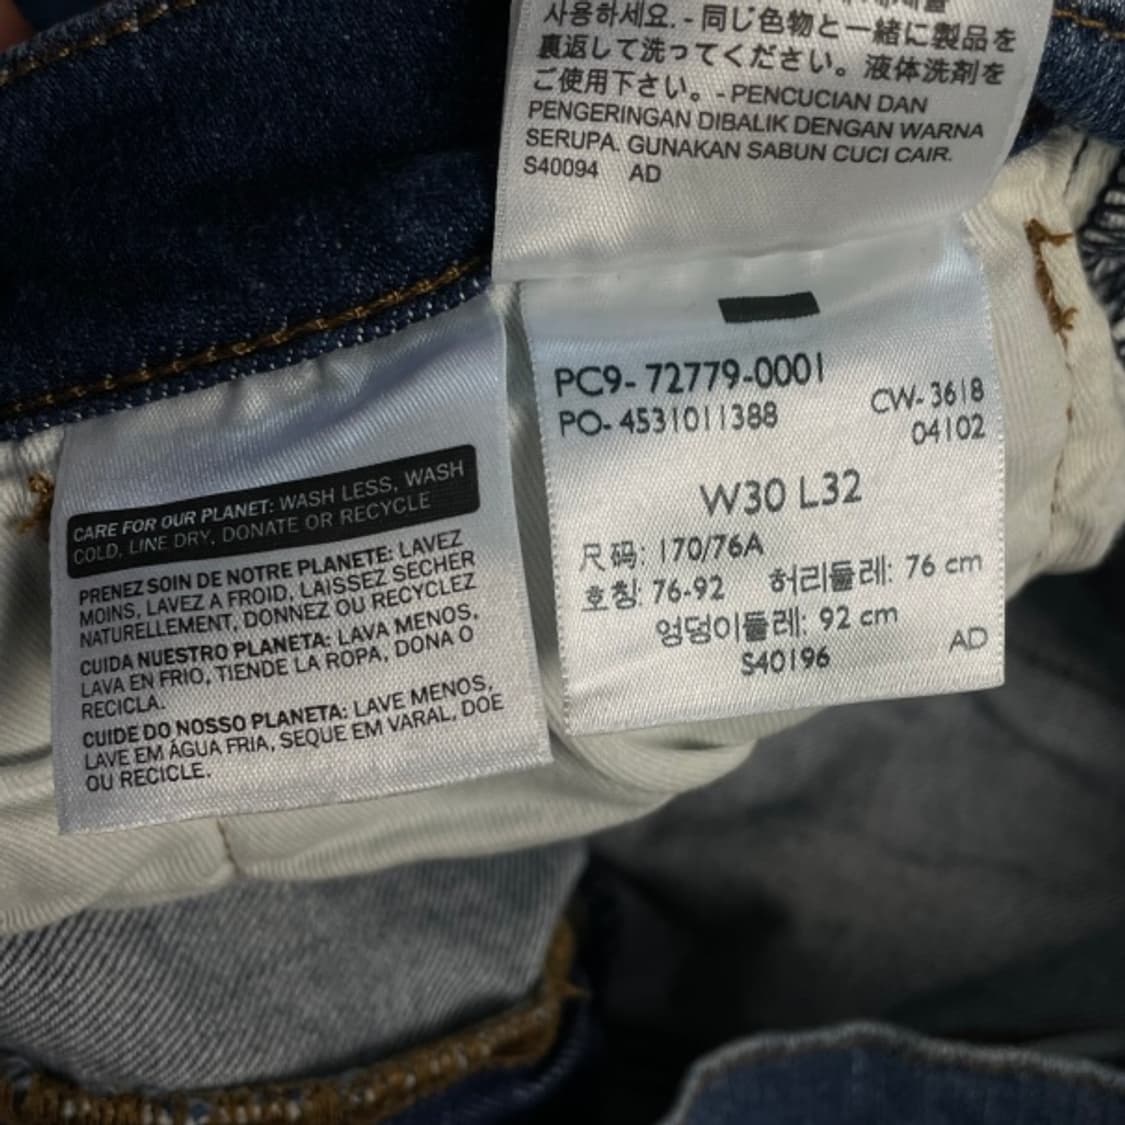 사용하세요. - 同じ色物と一緒に製品を
裏返して洗ってください。液体洗剤を
ご使用下さい。- PENCUCIAN DAN
PENGERINGAN DIBALIK DENGAN WARNA
SERUPA. GUNAKAN SABUN CUCI CAIR.
S40094 AD
CARE FOR OUR PLANET: WASH LESS, WASH
COLD, LINE DRY, DONATE OR RECYCLE
PRENEZ SOIN DE NOTRE PLANETE: LAVEZ
MOINS, LAVEZ A FROID, LAISSEZ SECHER
NATURELLEMENT, DONNEZ OU RECYCLEZ
CUIDA NUESTRO PLANETA: LAVA MENOS,
LAVA EN FRIO, TIENDE LA ROPA, DONA O
RECICLA.
CUIDE DO NOSSO PLANETA: LAVE MENOS,
LAVE EM ÁGUA FRIA, SEQUE EM VARAL, DOE
OU RECICLE.
PC9- 72779-0001
PO- 4531011388 CW- 3618
04102
W30 L32
尺码: 170/76A
호칭: 76-92 허리둘레: 76 cm
엉덩이둘레: 92 cm
S40196 AD